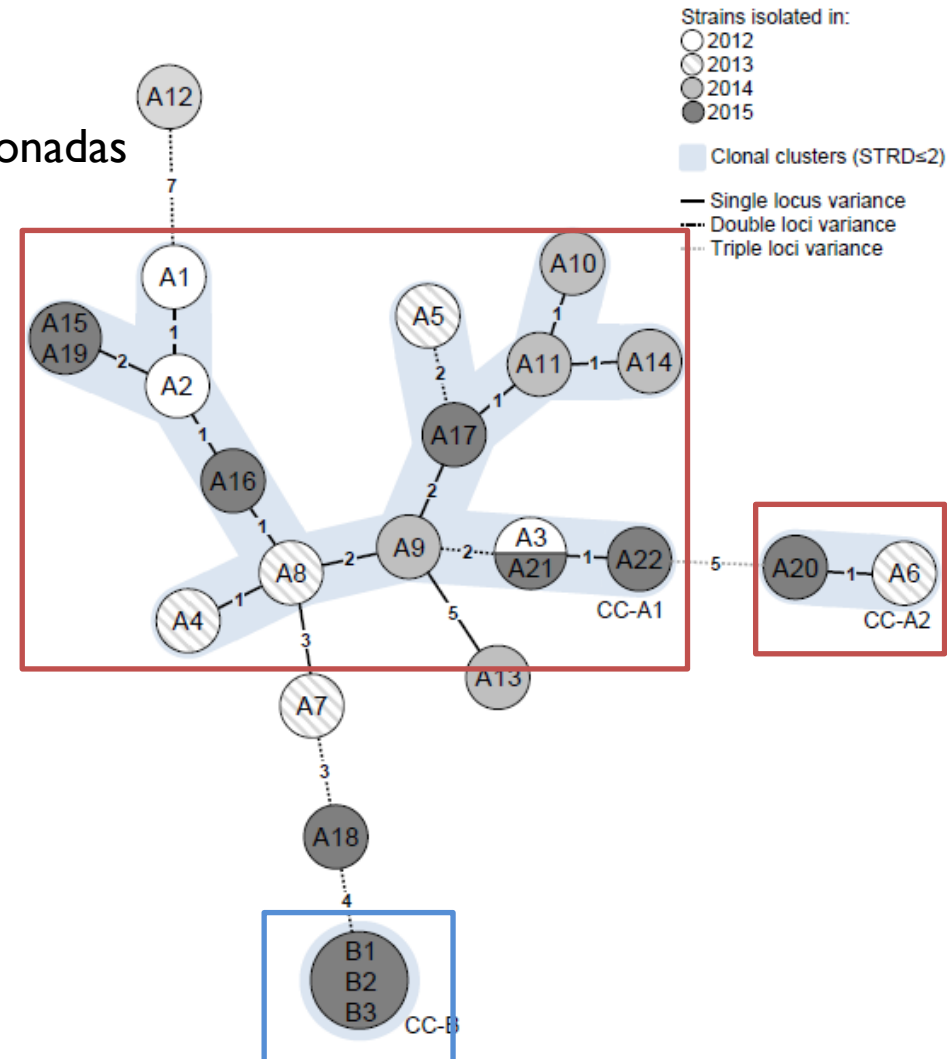 Strains isolated in:
2012
2013
2014
2015
Clonal clusters (STRD≤2)
Single locus variance
Double loci variance
Triple loci variance
onadas
A12
7
A1
1
A15
A19
2
A2
1
A16
1
A8
1
A4
2
A9
A5
2
A17
2
1
A11
1
A10
1
A14
2
A3
A21
1
A22
CC-A1
5
A20
1
A6
CC-A2
5
A13
3
A7
3
A18
4
B1
B2
B3
CC-B